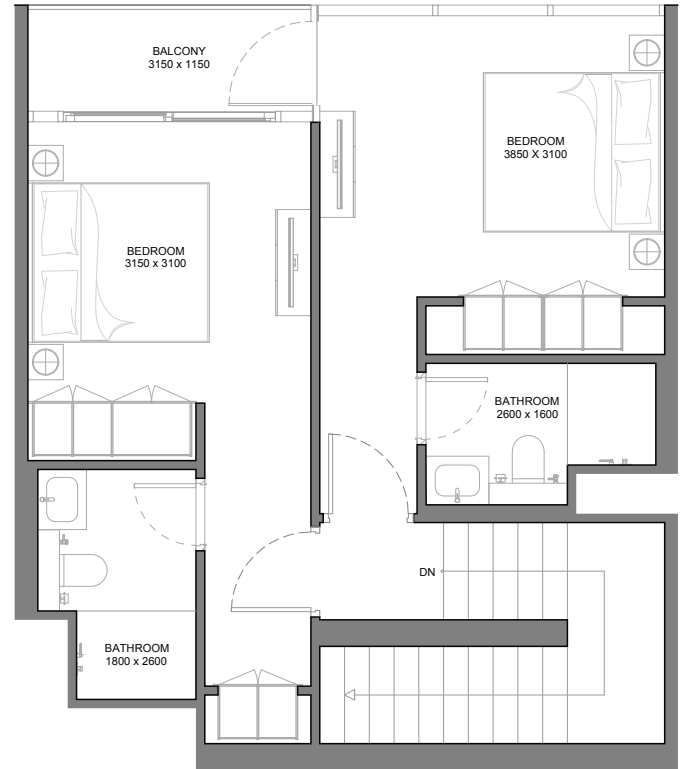 BALCONY
3150 x 1150
BEDROOM
3850 X 3100
BEDROOM
3150 x 3100
BATHROOM
2600 x 1600
DN
BATHROOM
1800 x 2600